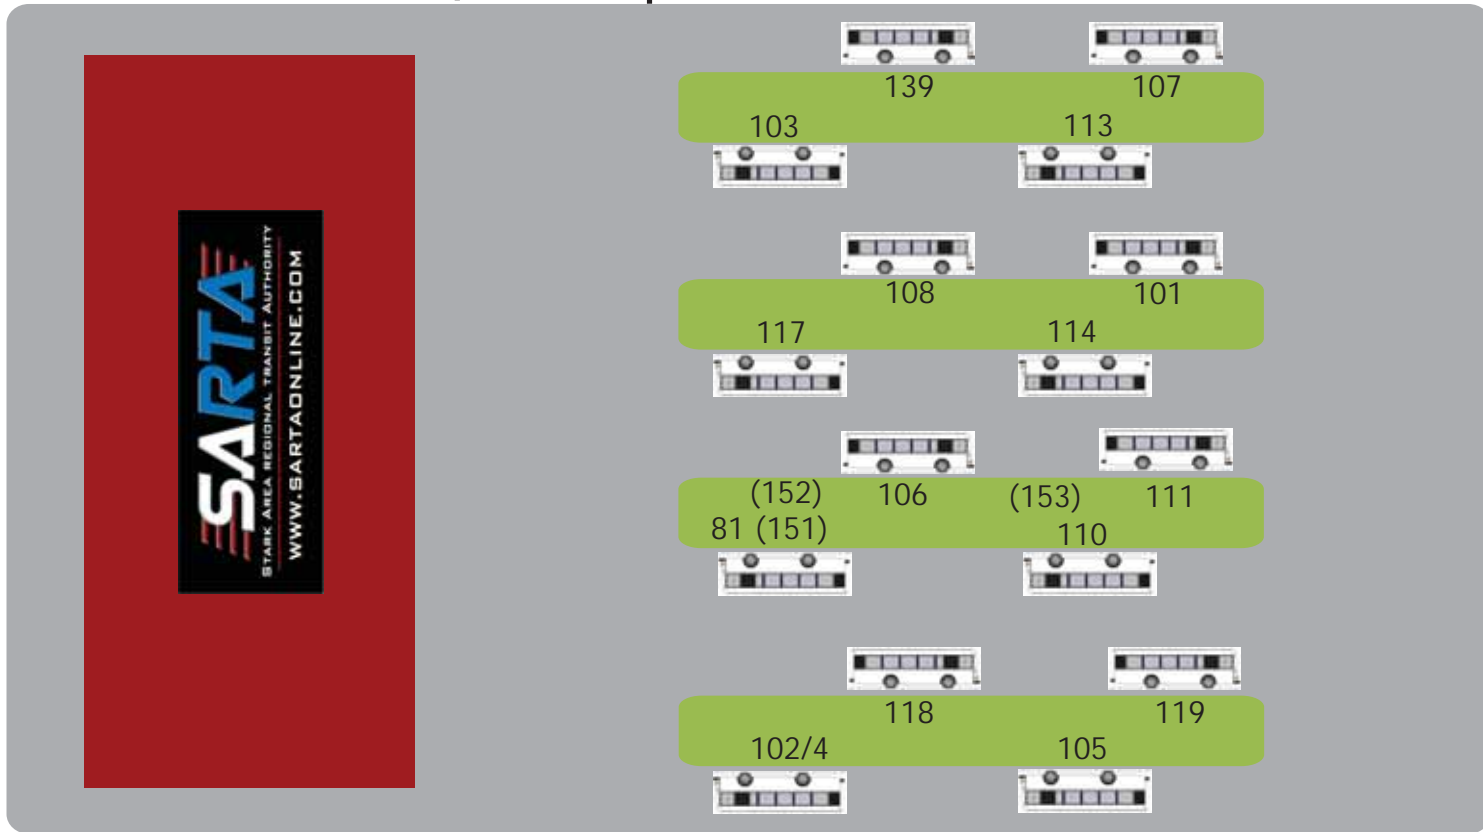 SARTA
STARK AREA REGIONAL TRANSIT AUTHORITY
WWW.SARTAONLINE.COM
139 107
103 113
108 101
117 114
(152) 106 (153) 111
81 (151) 110
118 119
102/4 105